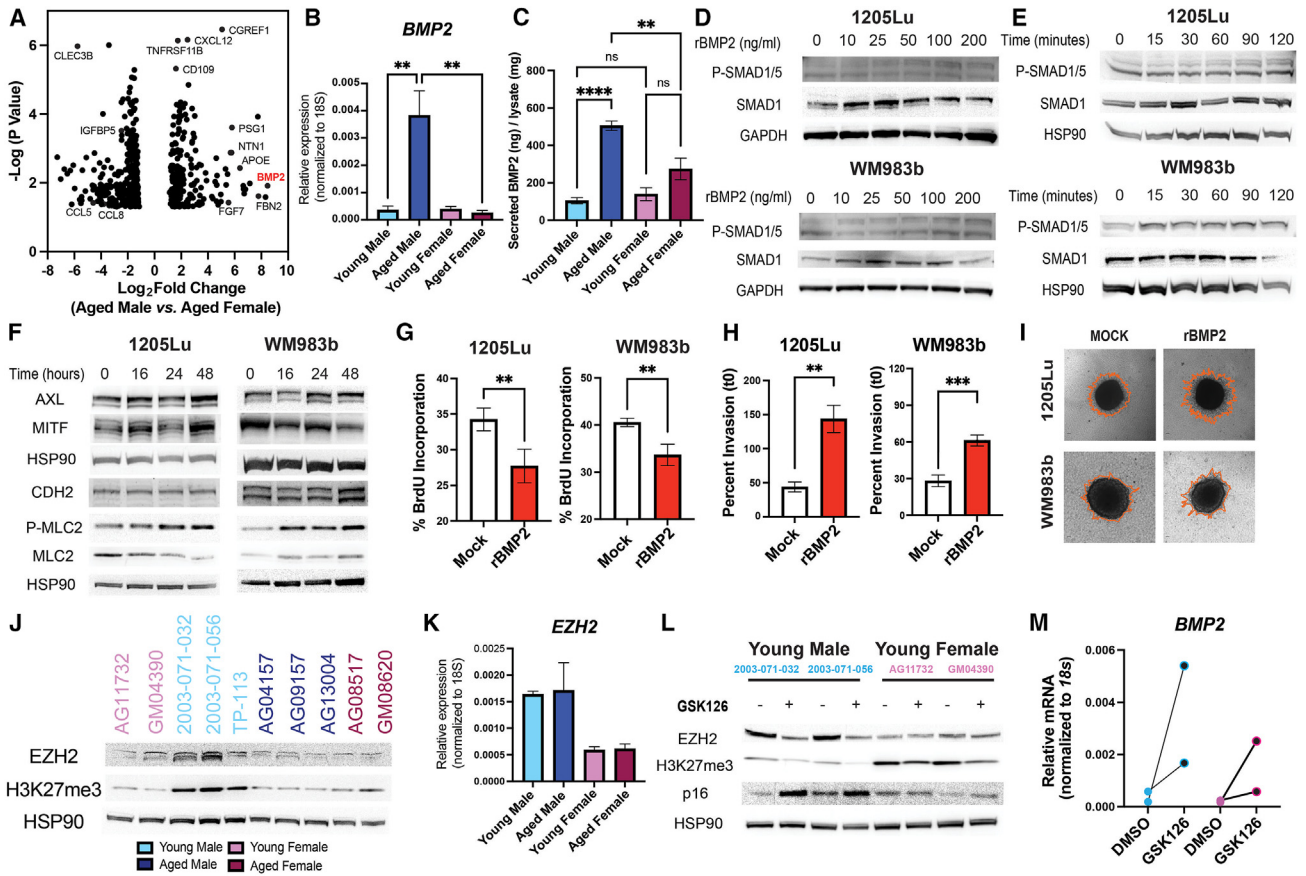 A
CGREF1
CLEC3B
TNFRSF11B
CXCL12
CD109
IGFBP5
PSG1
NTN1
APOE
BMP2
CCL5
CCL8
FGF7
FBN2
-Log (P Value)
6
4
2
0
-8 -6 -4 -2 0 2 4 6 8 10
Log2Fold Change
(Aged Male vs. Aged Female)
B
BMP2
** **
Relative expression
(normalized to 18S)
0.005
0.004
0.003
0.002
0.001
0.000
Young Male
Aged Male
Young Female
Aged Female
C
**
ns
**** ns
Secreted BMP2 (ng) / lysate (mg)
800
600
400
200
0
Young Male
Aged Male
Young Female
Aged Female
D
1205Lu
rBMP2 (ng/ml) 0 10 25 50 100 200
P-SMAD1/5
SMAD1
GAPDH
WM983b
rBMP2 (ng/ml) 0 10 25 50 100 200
P-SMAD1/5
SMAD1
GAPDH
E
1205Lu
Time (minutes) 0 15 30 60 90 120
P-SMAD1/5
SMAD1
HSP90
WM983b
Time (minutes) 0 15 30 60 90 120
P-SMAD1/5
SMAD1
HSP90
F
1205Lu WM983b
Time (hours) 0 16 24 48 0 16 24 48
AXL
MITF
HSP90
CDH2
P-MLC2
MLC2
HSP90
G
1205Lu
**
% BrdU Incorporation
40
35
30
25
20
Mock
rBMP2
WM983b
**
% BrdU Incorporation
50
40
30
20
Mock
rBMP2
H
1205Lu
**
Percent Invasion (t0)
200
150
100
50
0
Mock
rBMP2
WM983b
***
Percent Invasion (t0)
120
90
60
30
0
Mock
rBMP2
I
MOCK rBMP2
1205Lu
WM983b
J
AG11732
GM04390
2003-071-032
2003-071-056
TP-113
AG04157
AG09157
AG13004
AG08517
GM08620
EZH2
H3K27me3
HSP90
Young Male Young Female
Aged Male Aged Female
K
EZH2
Relative expression
(normalized to 18S)
0.0025
0.0020
0.0015
0.0010
0.0005
0.0000
Young Male
Aged Male
Young Female
Aged Female
L
Young Male Young Female
2003-071-032 2003-071-056 AG11732 GM04390
GSK126 - + - + - + - +
EZH2
H3K27me3
p16
HSP90
M
BMP2
Relative mRNA
(normalized to 18s)
0.006
0.004
0.002
0.000
DMSO
GSK126
DMSO
GSK126